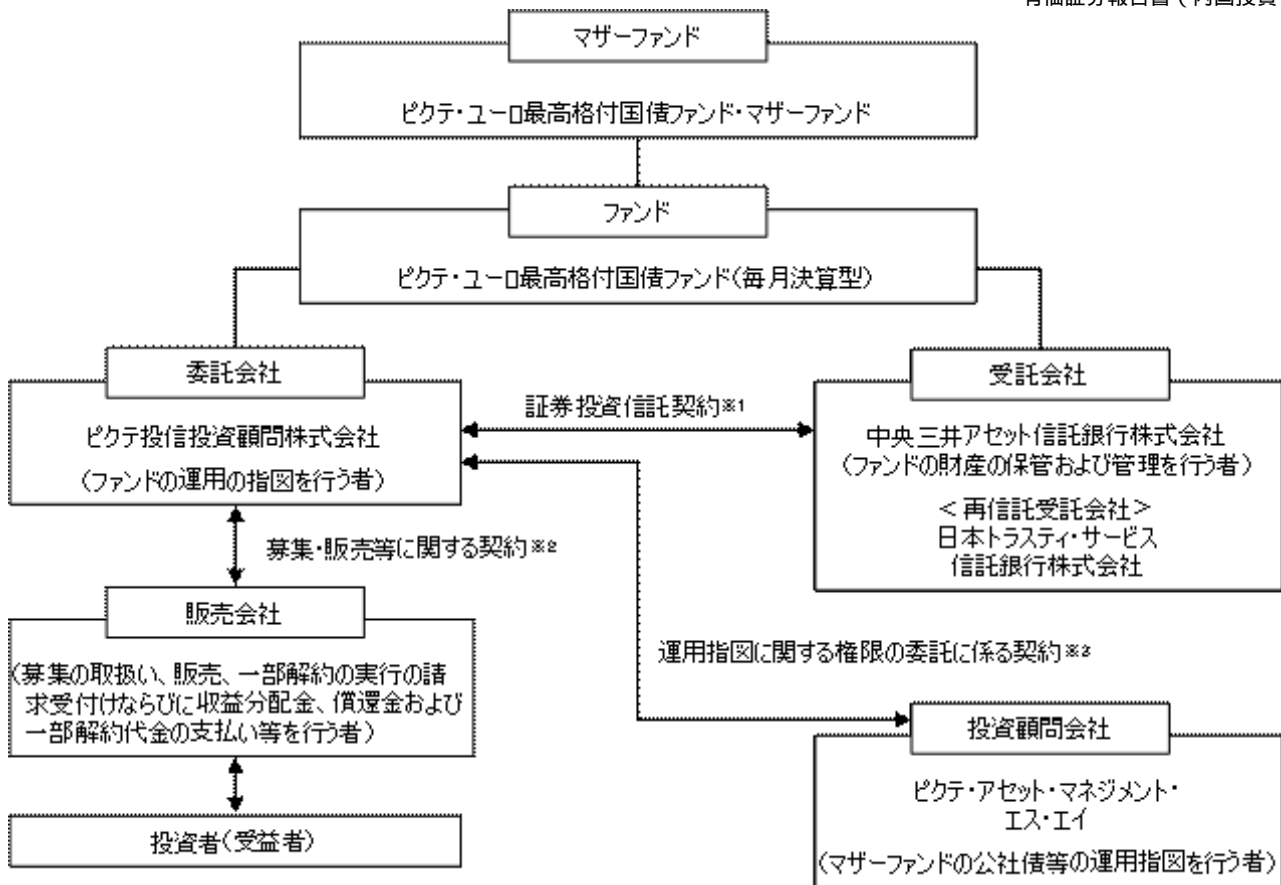 有価証券報告書（内国投資
マザーファンド
ピクテ・ユーロ最高格付国債ファンド・マザーファンド
ファンド
ピクテ・ユーロ最高格付国債ファンド(毎月決算型)
委託会社
ピクテ投信投資顧問株式会社
(ファンドの運用の指図を行う者)
証券投資信託契約※1
受託会社
中央三井アセット信託銀行株式会社
(ファンドの財産の保管および管理を行う者)
＜再信託受託会社＞
日本トラスティ・サービス
信託銀行株式会社
募集・販売等に関する契約※2
販売会社
(募集の取扱い、販売、一部解約の実行の請
求受付けならびに収益分配金、償還金および
一部解約代金の支払い等を行う者)
投資者(受益者)
運用指図に関する権限の委託に係る契約※3
投資顧問会社
ピクテ・アセット・マネジメント・
エス・エイ
(マザーファンドの公社債等の運用指図を行う者)